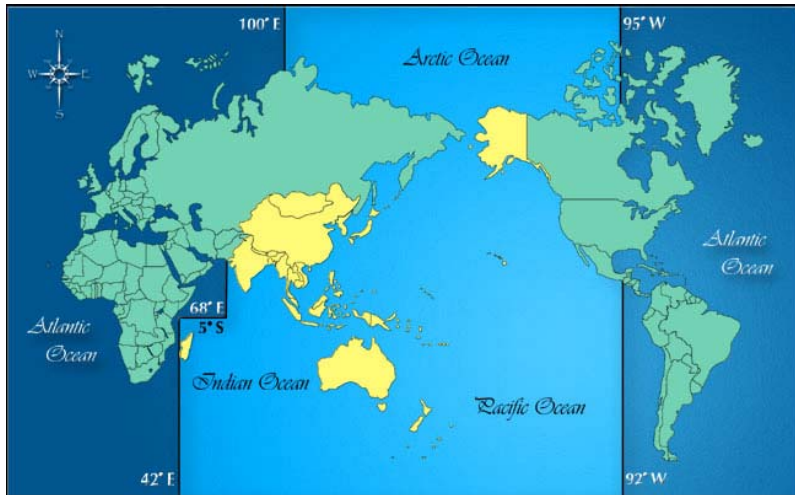 100° E
95° W
Arctic Ocean
N
W E
S
Atlantic
Ocean
68° E
5° S
Atlantic
Ocean
Indian Ocean
Pacific Ocean
42° E
92° W